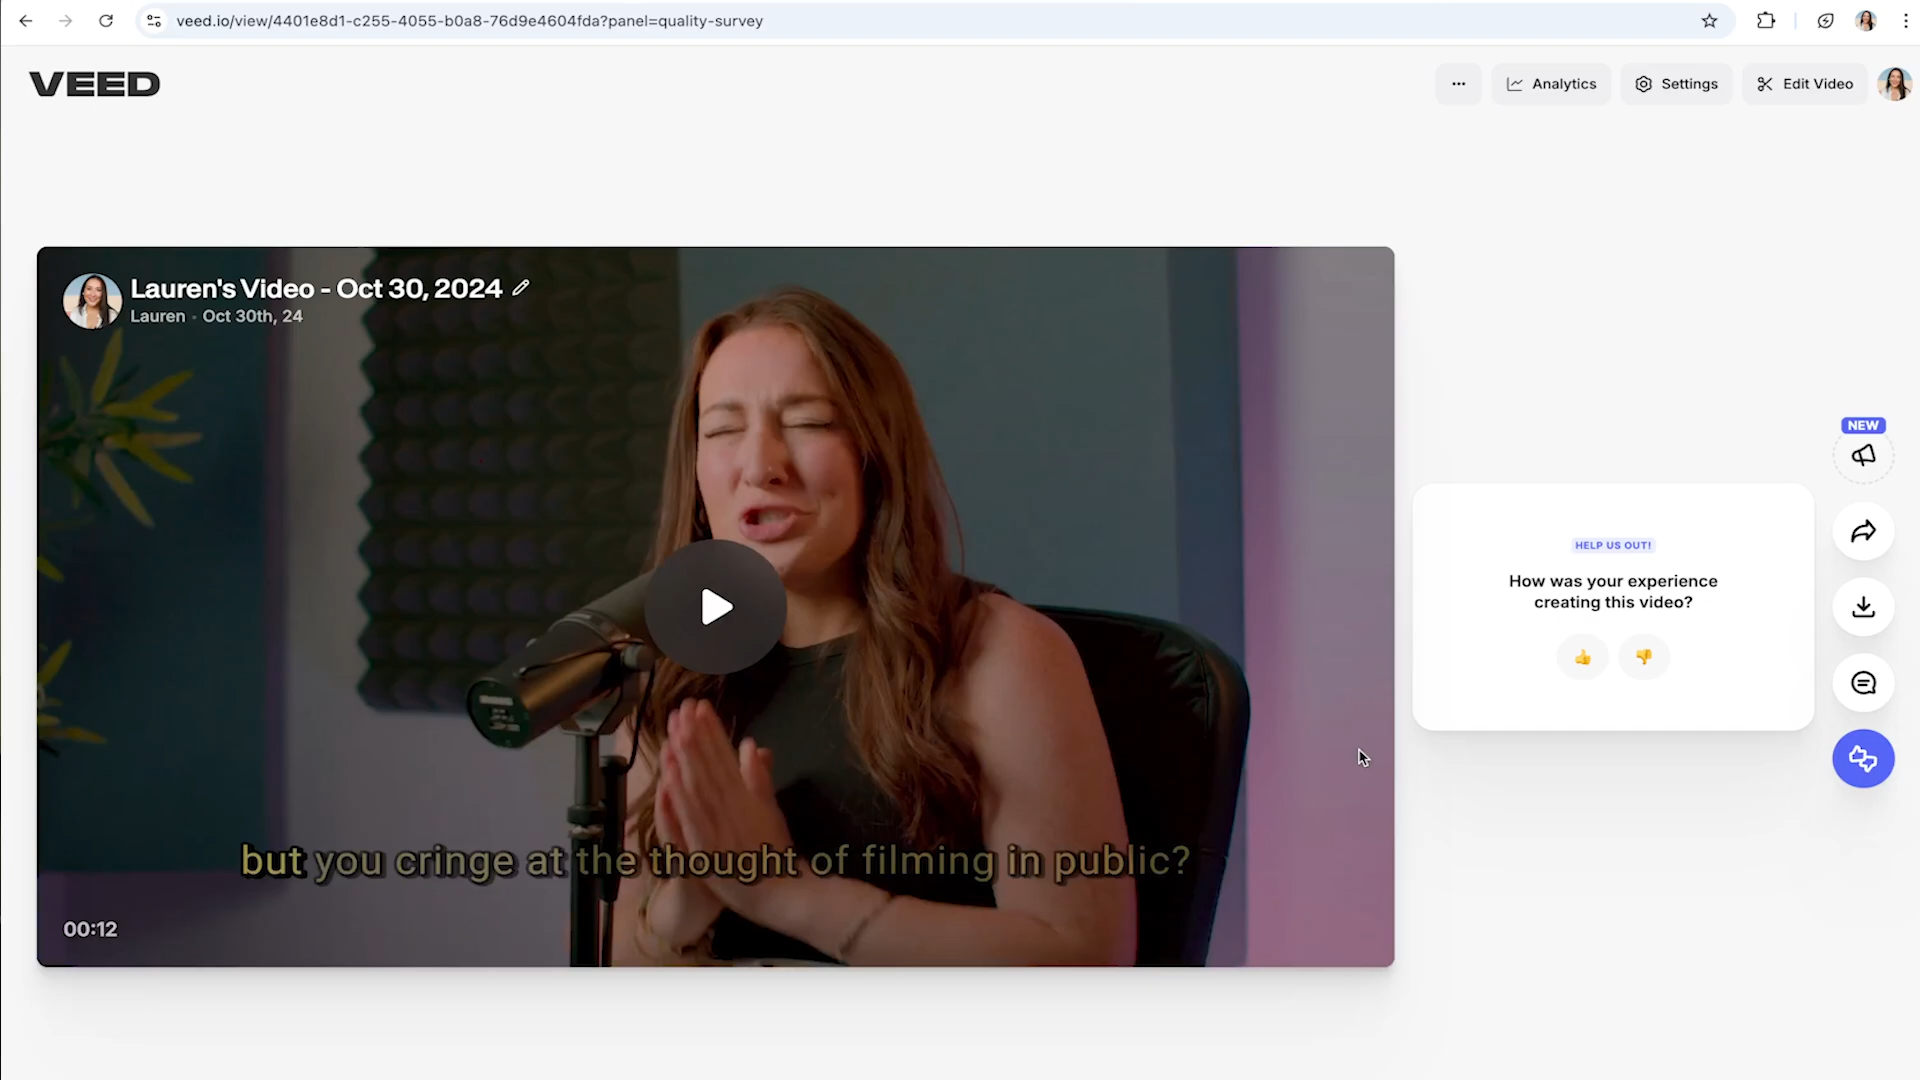 veed.io/view/4401e8d1-c255-4055-b0a8-76d9e4604fda?panel=quality-survey
VEED
Analytics
Settings
Edit Video
Lauren's Video - Oct 30, 2024
Lauren · Oct 30th, 24
NEW
HELP US OUT!
How was your experience
creating this video?
but you cringe at the thought of filming in public?
00:12